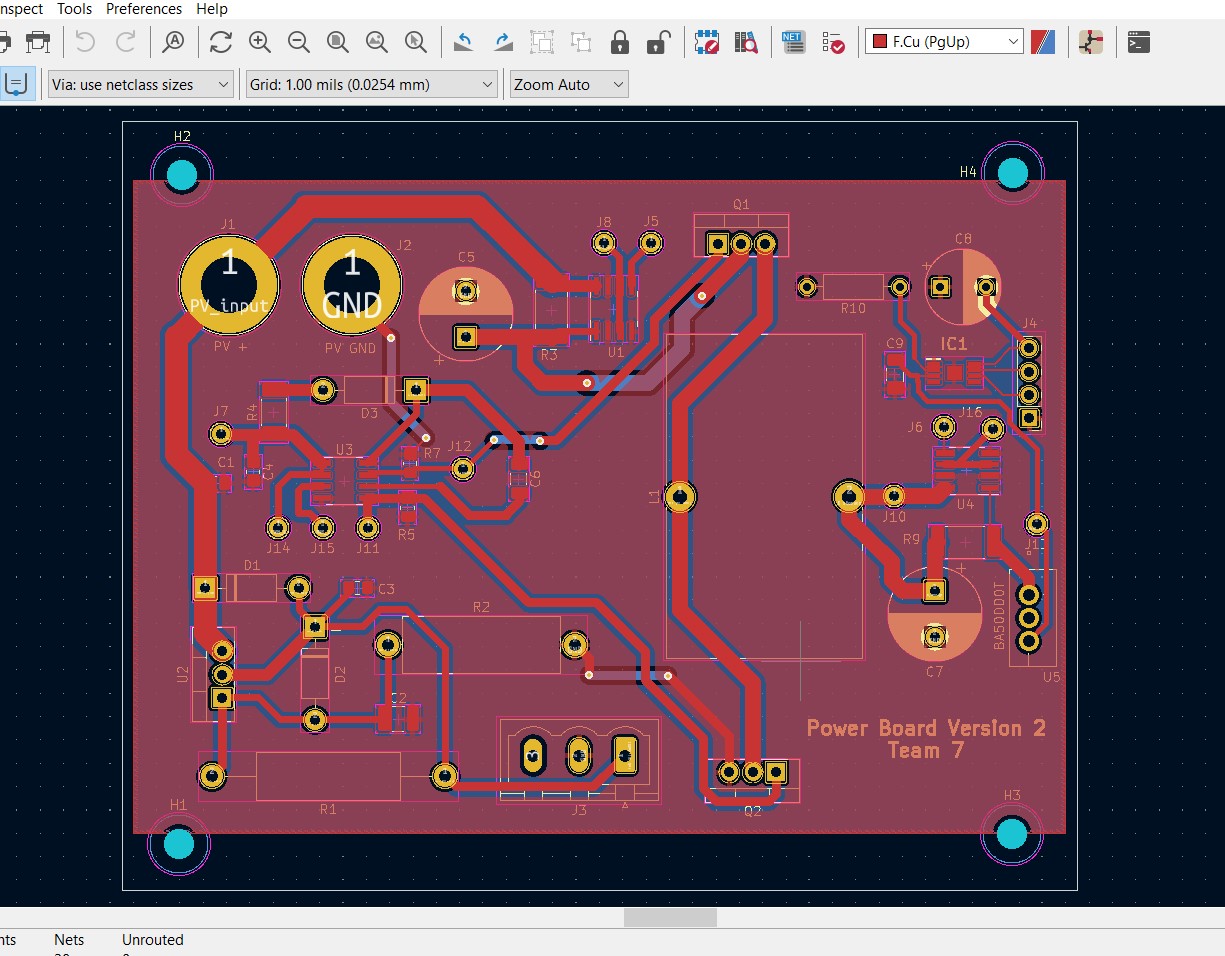 nspect Tools Preferences Help
F.Cu (PgUp)
NET
Via: use netclass sizes Grid: 1.00 mils (0.0254 mm) Zoom Auto
H2
H4
J1 J2 C5 J8 J5 Q1 C8
1 1
PV_input GND
PV + PV GND
+
+
R3 U1 R10 J4
C9 IC1
R4 D3
J7 J6 J16
C1 C4 U3 R7 J12 C6
L1 J10 U4
J14 J15 J11 R5 R9
D1 C3 +
R2 BA50DD0T
U2 D2 C7 U5
C2
Power Board Version 2
Team 7
H1 R1 J3 Q2 H3
nts Nets Unrouted